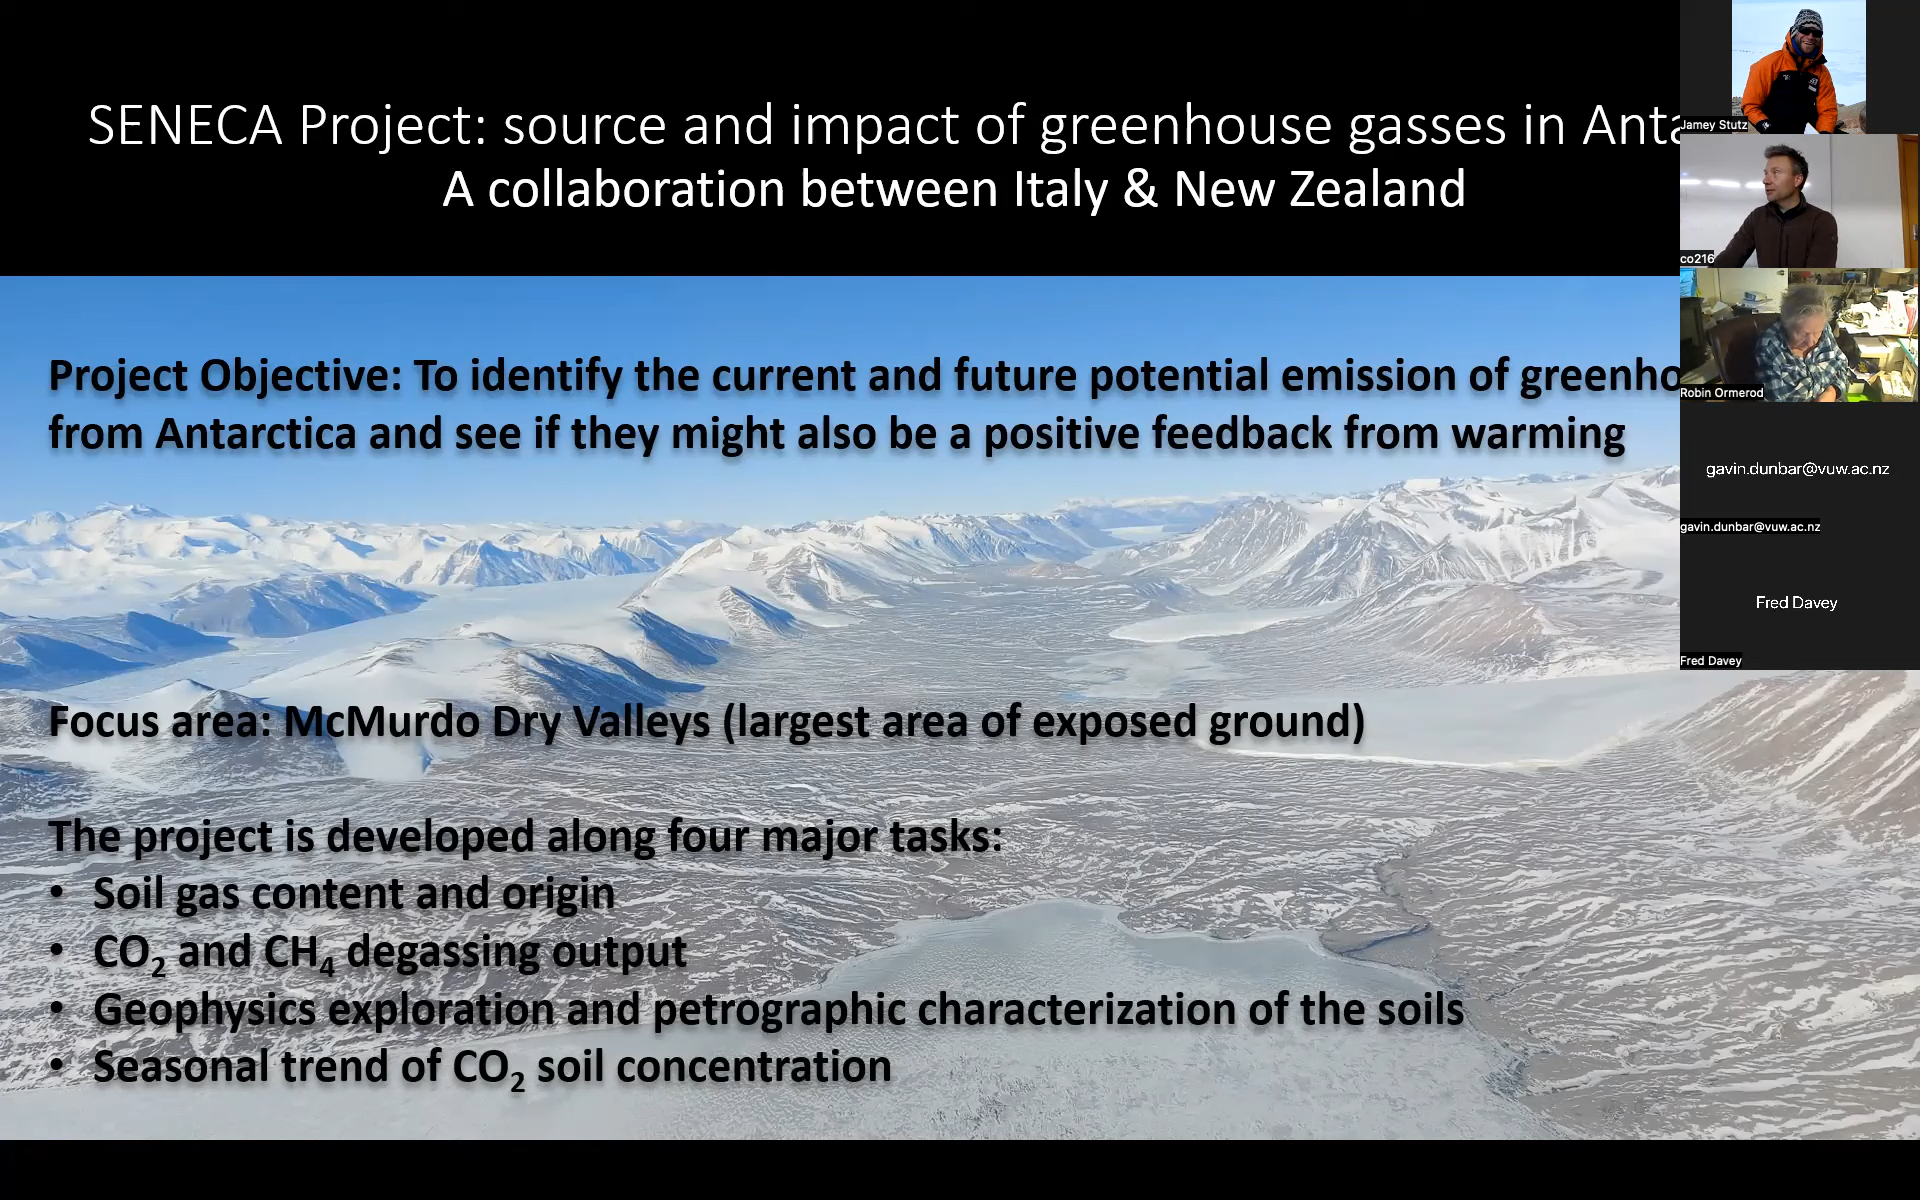 SENECA Project: source and impact of greenhouse gasses in Anta
A collaboration between Italy & New Zealand
Project Objective: To identify the current and future potential emission of greenho
from Antarctica and see if they might also be a positive feedback from warming
Focus area: McMurdo Dry Valleys (largest area of exposed ground)
The project is developed along four major tasks:
• Soil gas content and origin
• CO2 and CH4 degassing output
• Geophysics exploration and petrographic characterization of the soils
• Seasonal trend of CO2 soil concentration
Jamey Stutz
co216
Robin Ormerod
gavin.dunbar@vuw.ac.nz
gavin.dunbar@vuw.ac.nz
Fred Davey
Fred Davey